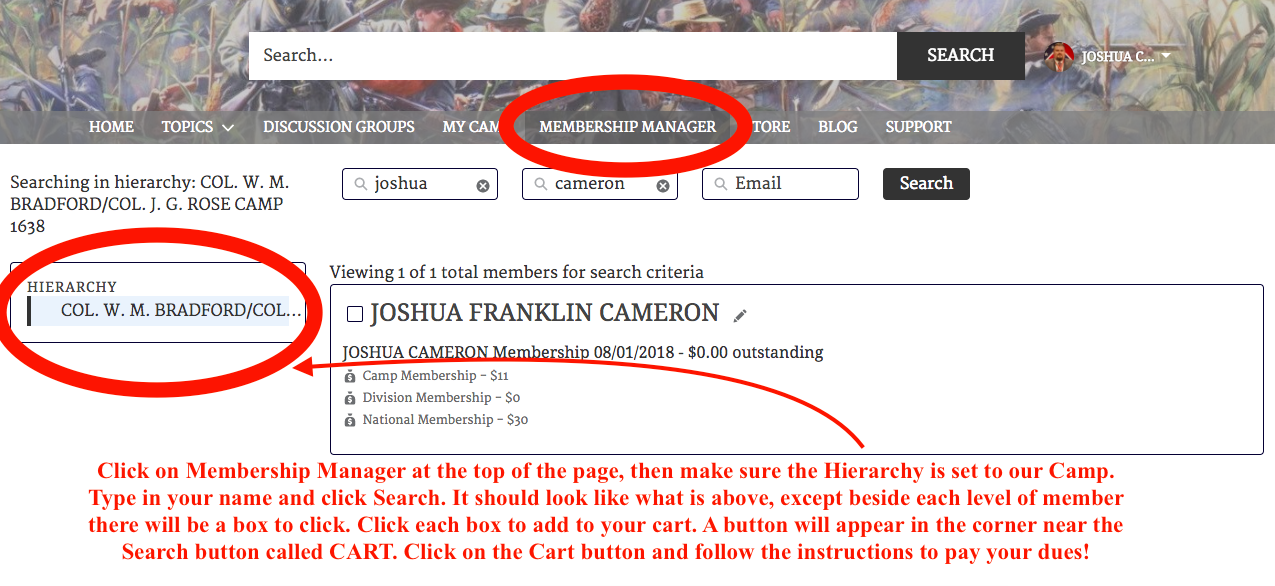 Search...
SEARCH
JOSHUA C...
HOME TOPICS DISCUSSION GROUPS MY CAM MEMBERSHIP MANAGER TORE BLOG SUPPORT
Searching in hierarchy: COL. W. M.
BRADFORD/COL. J. G. ROSE CAMP
1638
joshua
cameron
Email
Search
HIERARCHY
COL. W. M. BRADFORD/COL...
Viewing 1 of 1 total members for search criteria
JOSHUA FRANKLIN CAMERON
JOSHUA CAMERON Membership 08/01/2018 - $0.00 outstanding
Camp Membership - $11
Division Membership - $0
National Membership - $30
Click on Membership Manager at the top of the page, then make sure the Hierarchy is set to our Camp.
Type in your name and click Search. It should look like what is above, except beside each level of member
there will be a box to click. Click each box to add to your cart. A button will appear in the corner near the
Search button called CART. Click on the Cart button and follow the instructions to pay your dues!